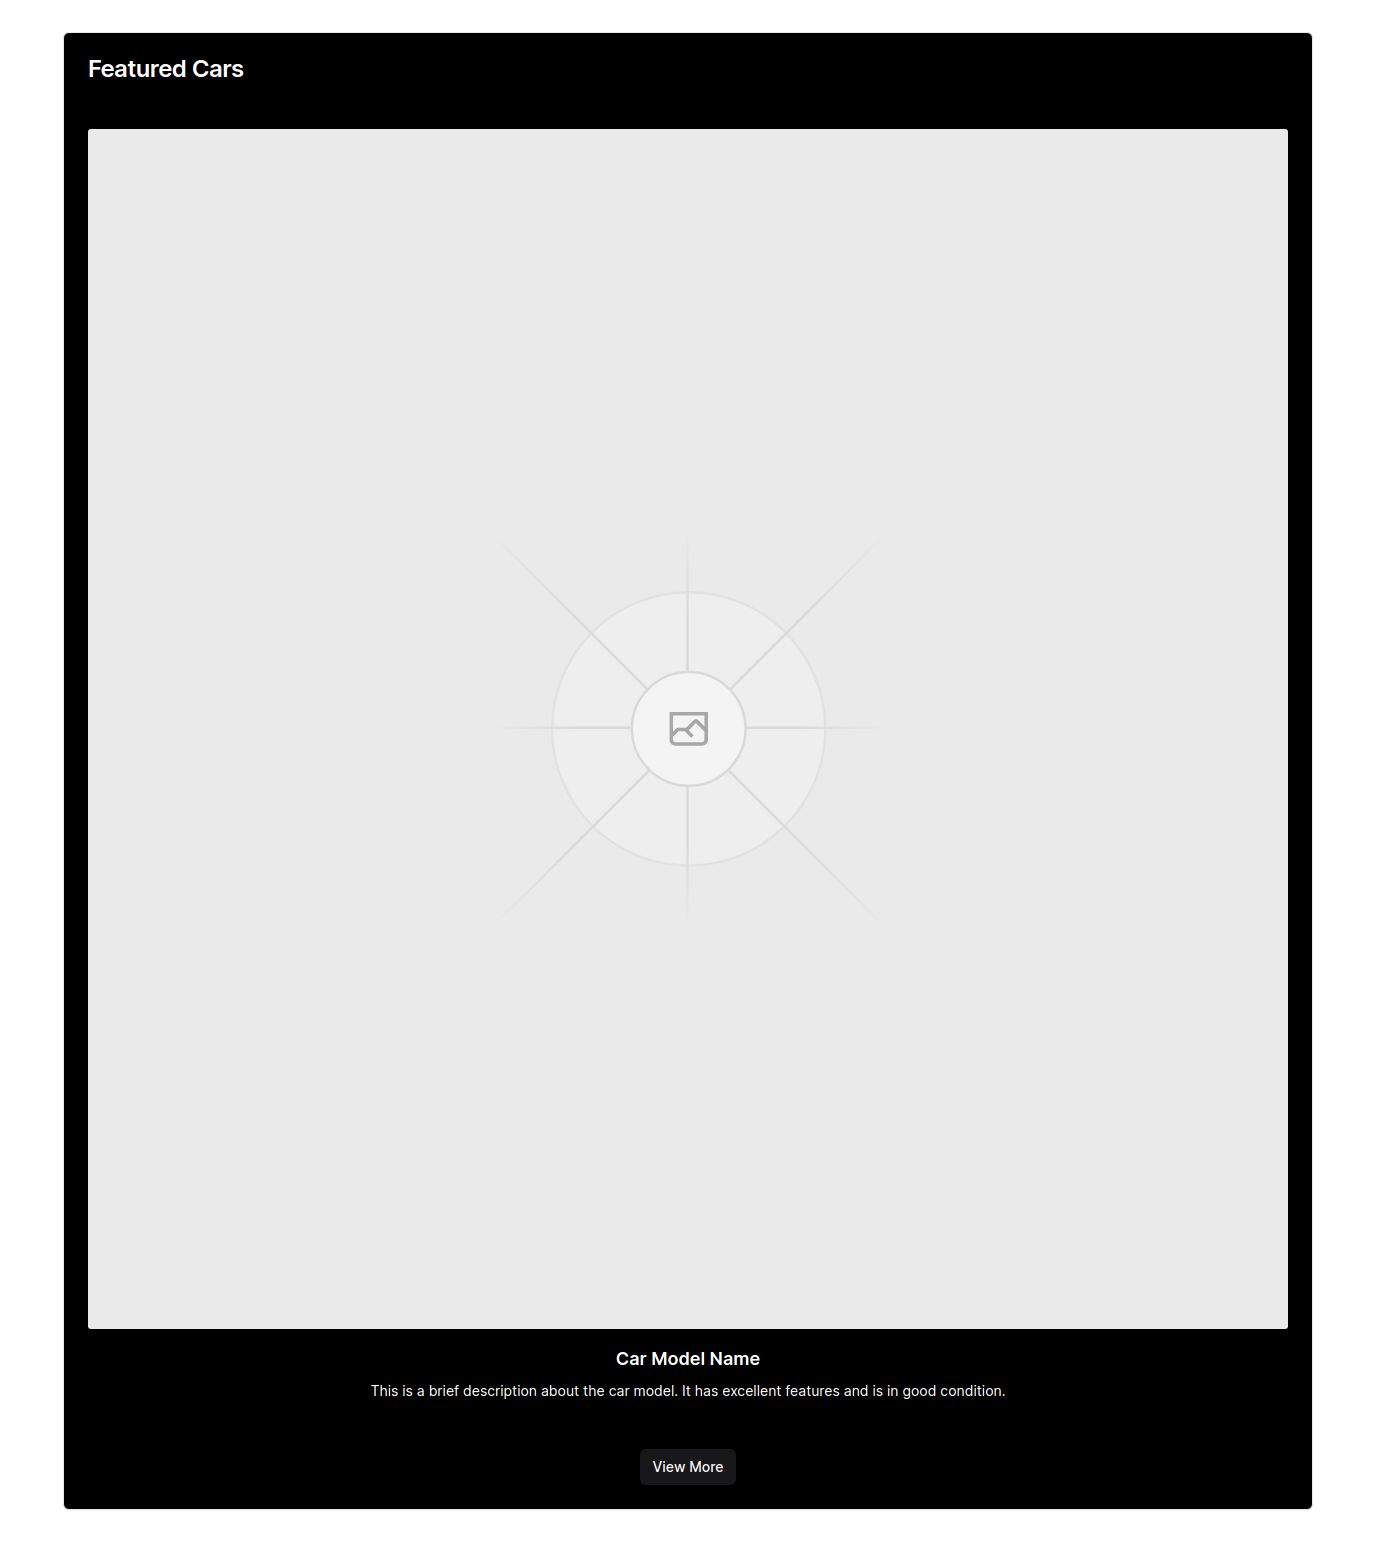 Featured Cars
Car Model Name
This is a brief description about the car model. It has excellent features and is in good condition.
View More